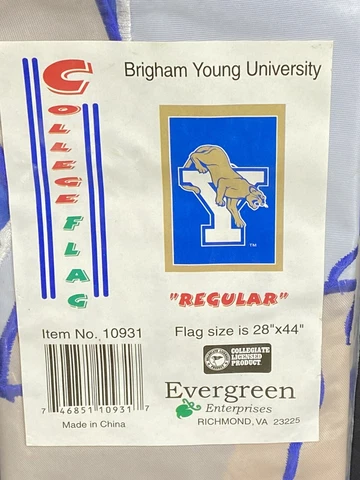 COLLEGE FLAG
Brigham Young University
Y
TM
"REGULAR"
Item No. 10931
Flag size is 28"x44"
COLLEGIATE
LICENSED
PRODUCT
7 46851 10931 7
Made in China
Evergreen
Enterprises
RICHMOND, VA 23225